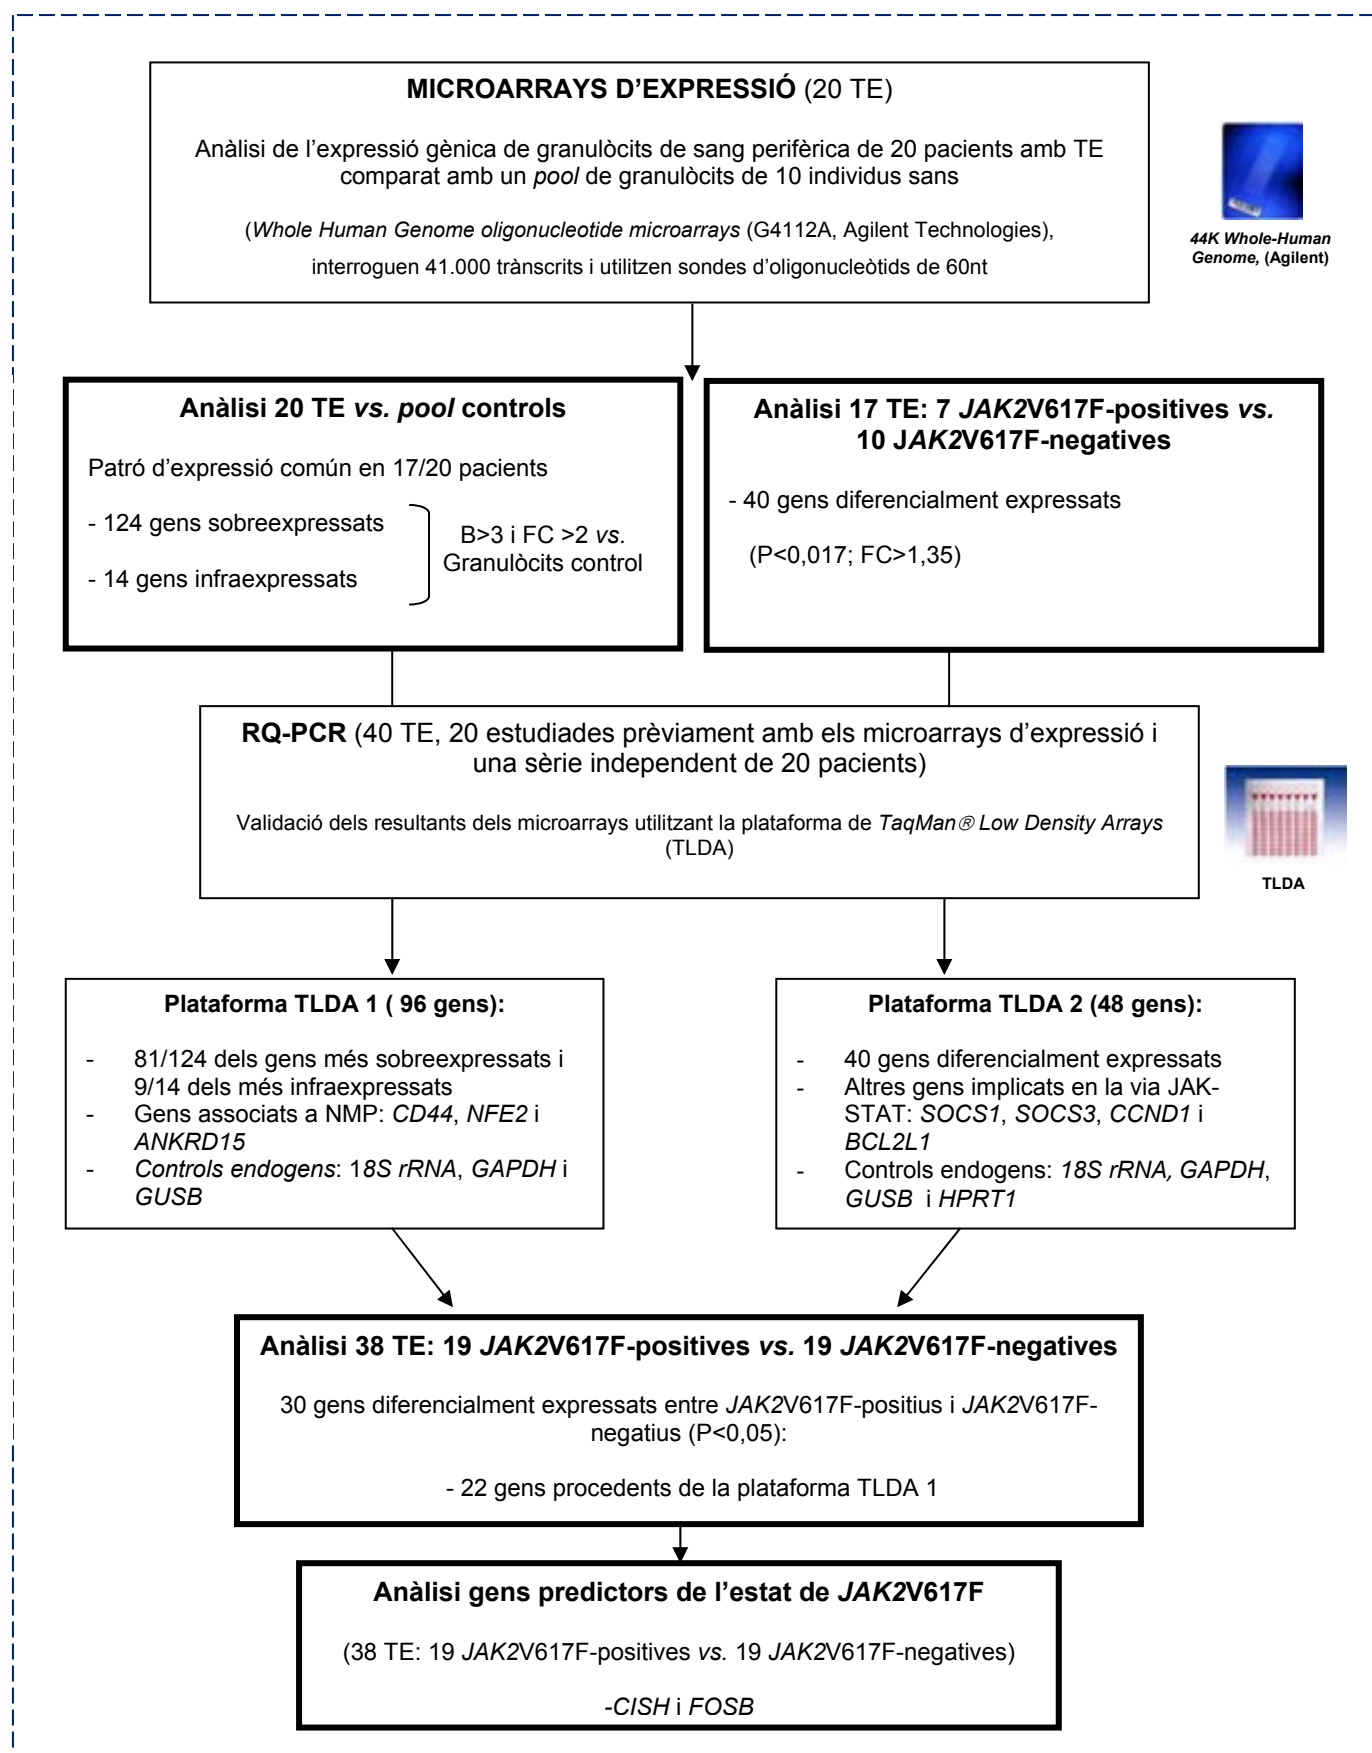 MICROARRAYS D’EXPRESSIÓ (20 TE)
Anàlisi de l’expressió gènica de granulòcits de sang perifèrica de 20 pacients amb TE
comparat amb un pool de granulòcits de 10 individus sans
(Whole Human Genome oligonucleotide microarrays (G4112A, Agilent Technologies),
interroguen 41.000 trànscrits i utilitzen sondes d’oligonucleòtids de 60nt
44K Whole-Human
Genome, (Agilent)
Anàlisi 20 TE vs. pool controls
Patró d’expressió común en 17/20 pacients
- 124 gens sobreexpressats
- 14 gens infraexpressats
B>3 i FC >2 vs.
Granulòcits control
Anàlisi 17 TE: 7 JAK2V617F-positives vs.
10 JAK2V617F-negatives
- 40 gens diferencialment expressats
(P<0,017; FC>1,35)
RQ-PCR (40 TE, 20 estudiades prèviament amb els microarrays d’expressió i
una sèrie independent de 20 pacients)
Validació dels resultants dels microarrays utilitzant la plataforma de TaqMan® Low Density Arrays
(TLDA)
TLDA
Plataforma TLDA 1 ( 96 gens):
- 81/124 dels gens més sobreexpressats i
9/14 dels més infraexpressats
- Gens associats a NMP: CD44, NFE2 i
ANKRD15
- Controls endogens: 18S rRNA, GAPDH i
GUSB
Plataforma TLDA 2 (48 gens):
- 40 gens diferencialment expressats
- Altres gens implicats en la via JAK-
STAT: SOCS1, SOCS3, CCND1 i
BCL2L1
- Controls endogens: 18S rRNA, GAPDH,
GUSB i HPRT1
Anàlisi 38 TE: 19 JAK2V617F-positives vs. 19 JAK2V617F-negatives
30 gens diferencialment expressats entre JAK2V617F-positius i JAK2V617F-
negatius (P<0,05):
- 22 gens procedents de la plataforma TLDA 1
Anàlisi gens predictors de l’estat de JAK2V617F
(38 TE: 19 JAK2V617F-positives vs. 19 JAK2V617F-negatives)
-CISH i FOSB